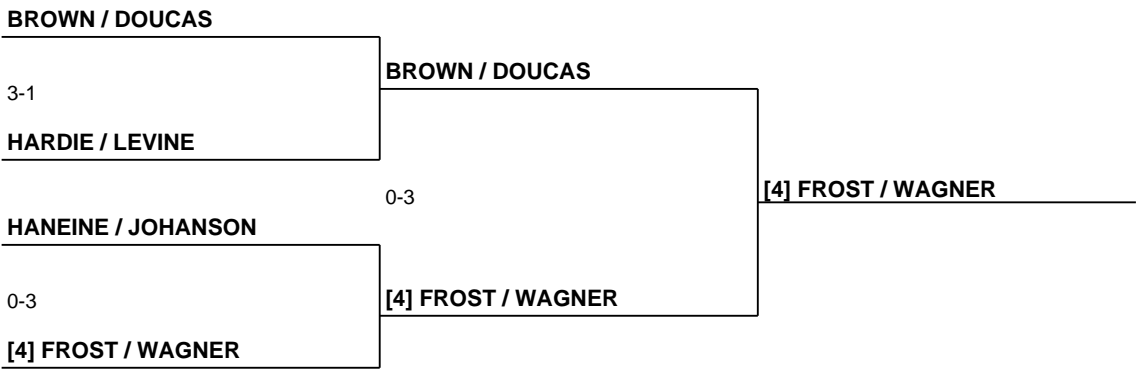 BROWN / DOUCAS
BROWN / DOUCAS
3-1
HARDIE / LEVINE
[4] FROST / WAGNER
0-3
HANEINE / JOHANSON
[4] FROST / WAGNER
0-3
[4] FROST / WAGNER